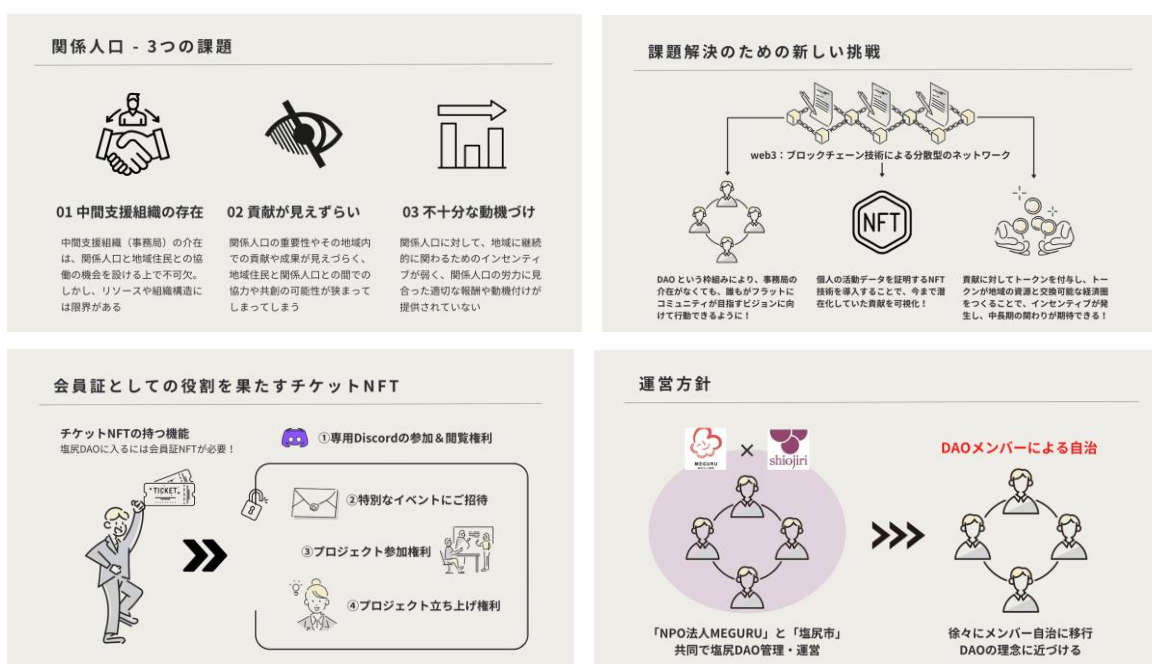 関係人口 - 3つの課題
01 中間支援組織の存在
中間支援組織（事務局）の介在
は、関係人口と地域住民との協
働の機会を設ける上で不可欠。
しかし、リソースや組織構造に
は限界がある
02 貢献が見えずらい
関係人口の重要性やその地域内
での貢献や成果が見えづらく、
地域住民と関係人口との間での
協力や共創の可能性が狭まって
しまってしまう
03 不十分な動機づけ
関係人口に対して、地域に継続
的に関わるためのインセンティ
ブが弱く、関係人口の労力に見
合った適切な報酬や動機付けが
提供されていない
課題解決のための新しい挑戦
web3：ブロックチェーン技術による分散型のネットワーク
DAO という枠組みにより、事務局の
介在がなくても、誰もがフラットに
コミュニティが目指すビジョンに向
けて行動できるように！
NFT
個人の活動データを証明するNFT
技術を導入することで、今まで潜
在化していた貢献を可視化！
貢献に対してトークンを付与し、トー
クンが地域の資源と交換可能な経済圏
をつくることで、インセンティブが発
生し、中長期の関わりが期待できる！
会員証としての役割を果たすチケットNFT
チケットNFTの持つ機能
塩尻DAOに入るには会員証NFTが必要！
TICKET
①専用Discordの参加＆閲覧権利
②特別なイベントにご招待
③プロジェクト参加権利
④プロジェクト立ち上げ権利
運営方針
MEGURU
×
shiojiri
「NPO法人MEGURU」と「塩尻市」
共同で塩尻DAO管理・運営
DAOメンバーによる自治
徐々にメンバー自治に移行
DAOの理念に近づける